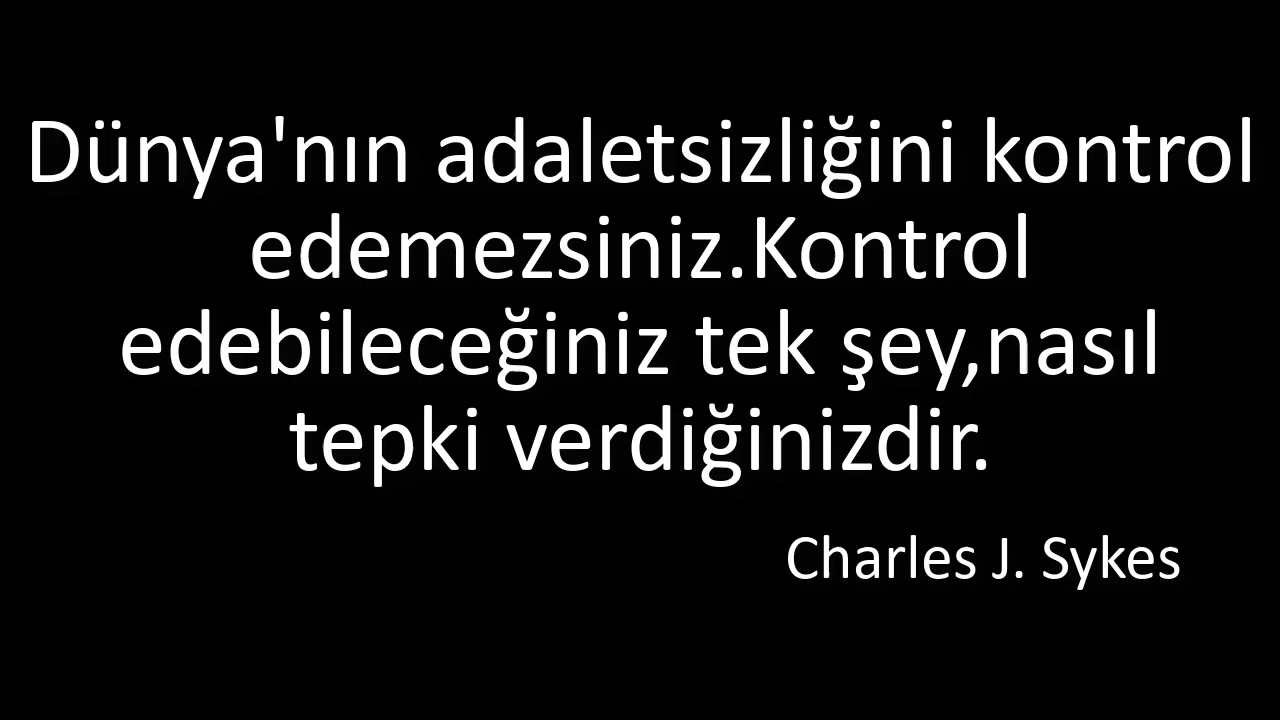 Dünya'nın adaletsizliğini kontrol
edemezsiniz.Kontrol
edebileceğiniz tek şey,nasıl
tepki verdiğinizdir.
Charles J. Sykes